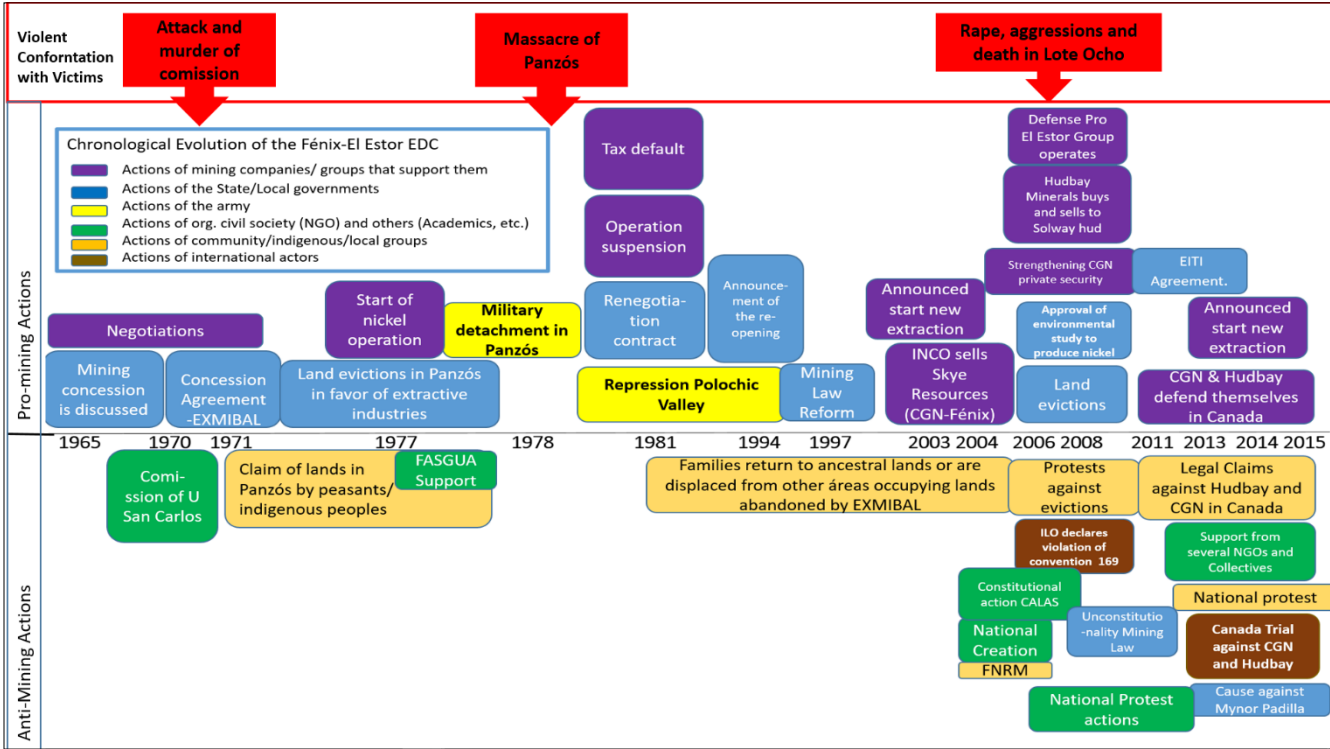 Violent
Conforntation
with Victims
Attack and
murder of
comission
Massacre of
Panzós
Rape, aggressions and
death in Lote Ocho
Pro-mining Actions
Chronological Evolution of the Fénix-El Estor EDC
Actions of mining companies/ groups that support them
Actions of the State/Local governments
Actions of the army
Actions of org. civil society (NGO) and others (Academics, etc.)
Actions of community/indigenous/local groups
Actions of international actors
Tax default
Defense Pro
El Estor Group
operates
Hudbay
Minerals buys
and sells to
Solway hud
Operation
suspension
Strengthening CGN
private security
EITI
Agreement.
Start of
nickel
operation
Military
detachment in
Panzós
Renegotia-
tion
contract
Announce-
ment of
the re-
opening
Announced
start new
extraction
Approval of
environmental
study to
produce nickel
Announced
start new
extraction
Negotiations
Mining
concession
is discussed
Concession
Agreement
-EXMIBAL
Land evictions in Panzós
in favor of extractive
industries
Repression Polochic
Valley
Mining
Law
Reform
INCO sells
Skye
Resources
(CGN-Fénix)
Land
evictions
CGN & Hudbay
defend themselves
in Canada
1965 1970 1971 1977 1978 1981 1994 1997 2003 2004 2006 2008 2011 2013 2014 2015
Anti-Mining Actions
Comi-
ssion of U
San Carlos
Claim of lands in
Panzós by peasants/
indigenous peoples
FASGUA
Support
Families return to ancestral lands or are
displaced from other áreas occupying lands
abandoned by EXMIBAL
Protests
against
evictions
Legal Claims
against Hudbay and
CGN in Canada
ILO declares
violation of
convention 169
Support from
several NGOs and
Collectives
Constitutional
action CALAS
National protest
National
Creation
FNRM
Unconstitutio
-nality Mining
Law
Canada Trial
against CGN
and Hudbay
National Protest
actions
Cause against
Mynor Padilla